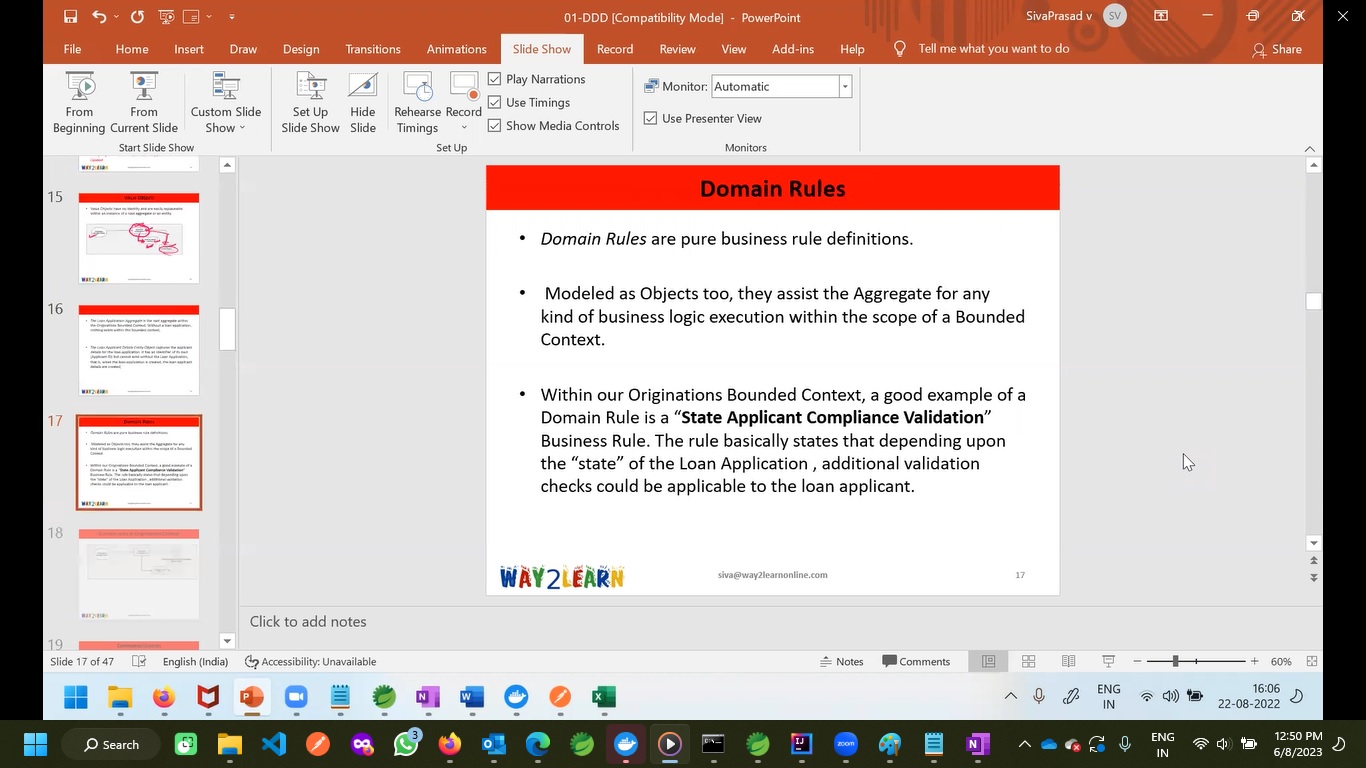 01-DDD [Compatibility Mode] - PowerPoint
SivaPrasad v
SV
File
Home
Insert
Draw
Design
Transitions
Animations
Slide Show
Record
Review
View
Add-ins
Help
Tell me what you want to do
Share
From
Beginning
From
Current Slide
Custom Slide
Show
Start Slide Show
Set Up
Slide Show
Hide
Slide
Rehearse
Timings
Record
Play Narrations
Use Timings
Show Media Controls
Set Up
Monitor:
Automatic
Use Presenter View
Monitors
15
16
17
18
19
Domain Rules
• Domain Rules are pure business rule definitions.
• Modeled as Objects too, they assist the Aggregate for any
kind of business logic execution within the scope of a Bounded
Context.
• Within our Originations Bounded Context, a good example of a
Domain Rule is a “State Applicant Compliance Validation”
Business Rule. The rule basically states that depending upon
the “state” of the Loan Application , additional validation
checks could be applicable to the loan applicant.
WAY2LEARN
siva@way2learnonline.com
17
Click to add notes
Slide 17 of 47
English (India)
Accessibility: Unavailable
Notes
Comments
60%
ENG
IN
16:06
22-08-2022
Search
3
zoom
ENG
IN
12:50 PM
6/8/2023